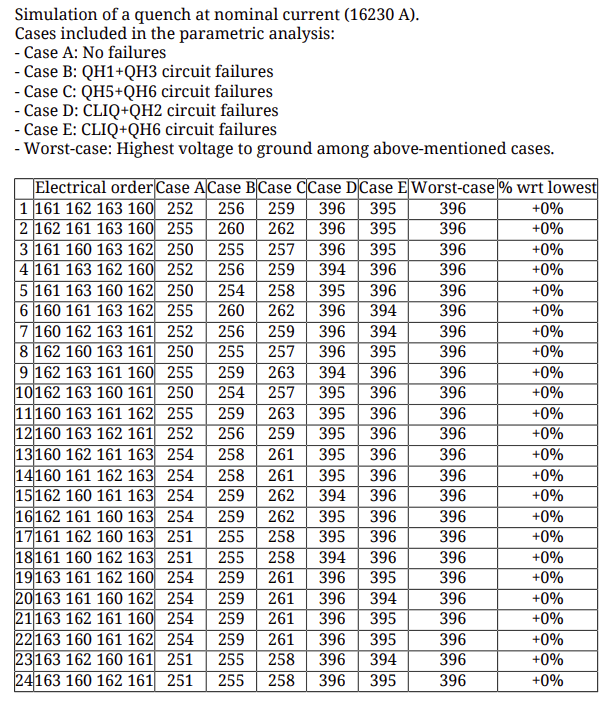 Simulation of a quench at nominal current (16230 A).
Cases included in the parametric analysis:
- Case A: No failures
- Case B: QH1+QH3 circuit failures
- Case C: QH5+QH6 circuit failures
- Case D: CLIQ+QH2 circuit failures
- Case E: CLIQ+QH6 circuit failures
- Worst-case: Highest voltage to ground among above-mentioned cases.
Electrical order Case A Case B Case C Case D Case E Worst-case % wrt lowest
1 161 162 163 160 252 256 259 396 395 396 +0%
2 162 161 163 160 255 260 262 396 395 396 +0%
3 161 160 163 162 250 255 257 396 395 396 +0%
4 161 163 162 160 252 256 259 394 396 396 +0%
5 161 163 160 162 250 254 258 395 396 396 +0%
6 160 161 163 162 255 260 262 396 394 396 +0%
7 160 162 163 161 252 256 259 396 394 396 +0%
8 162 160 163 161 250 255 257 396 395 396 +0%
9 162 163 161 160 255 259 263 394 396 396 +0%
10 162 163 160 161 250 254 257 395 396 396 +0%
11 160 163 161 162 255 259 263 395 396 396 +0%
12 160 163 162 161 252 256 259 395 396 396 +0%
13 160 162 161 163 254 258 261 395 396 396 +0%
14 160 161 162 163 254 258 261 395 396 396 +0%
15 162 160 161 163 254 259 262 394 396 396 +0%
16 162 161 160 163 254 259 262 395 396 396 +0%
17 161 162 160 163 251 255 258 395 396 396 +0%
18 161 160 162 163 251 255 258 394 396 396 +0%
19 163 161 162 160 254 259 261 396 395 396 +0%
20 163 161 160 162 254 259 261 396 394 396 +0%
21 163 162 161 160 254 259 261 396 395 396 +0%
22 163 160 161 162 254 259 261 396 395 396 +0%
23 163 162 160 161 251 255 258 396 394 396 +0%
24 163 160 162 161 251 255 258 396 395 396 +0%